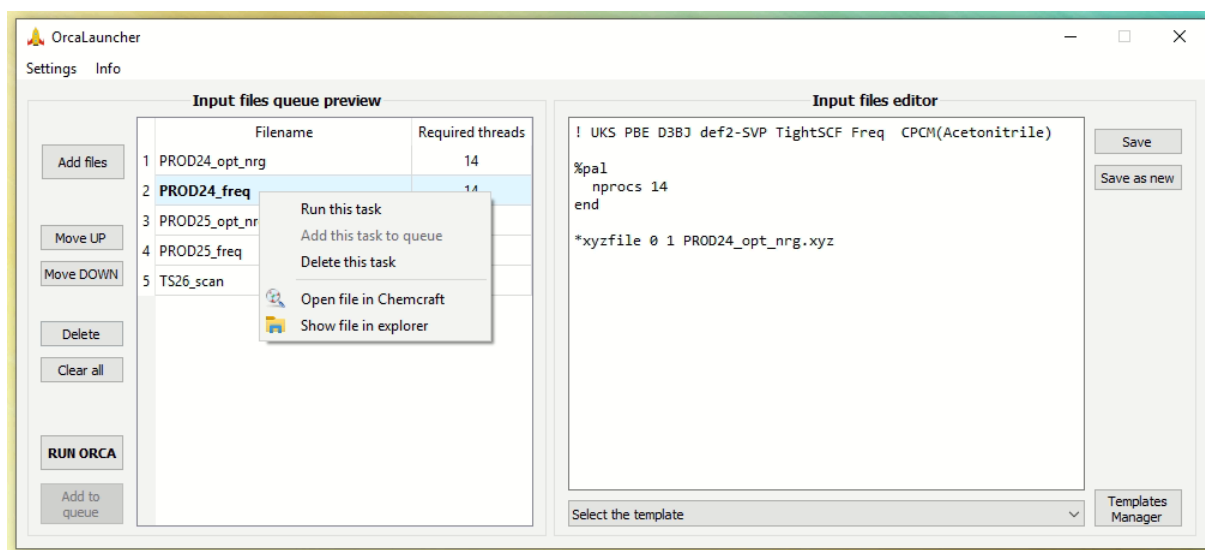 OrcaLauncher
Settings Info
Input files queue preview
Add files
Move UP
Move DOWN
Delete
Clear all
RUN ORCA
Add to
queue
Filename Required threads
1 PROD24_opt_nrg 14
2 PROD24_freq 14
3 PROD25_opt_nr
4 PROD25_freq
5 TS26_scan
Run this task
Add this task to queue
Delete this task
Open file in Chemcraft
Show file in explorer
Input files editor
! UKS PBE D3BJ def2-SVP TightSCF Freq CPCM(Acetonitrile)
%pal
nprocs 14
end
*xyzfile 0 1 PROD24_opt_nrg.xyz
Select the template
Save
Save as new
Templates
Manager